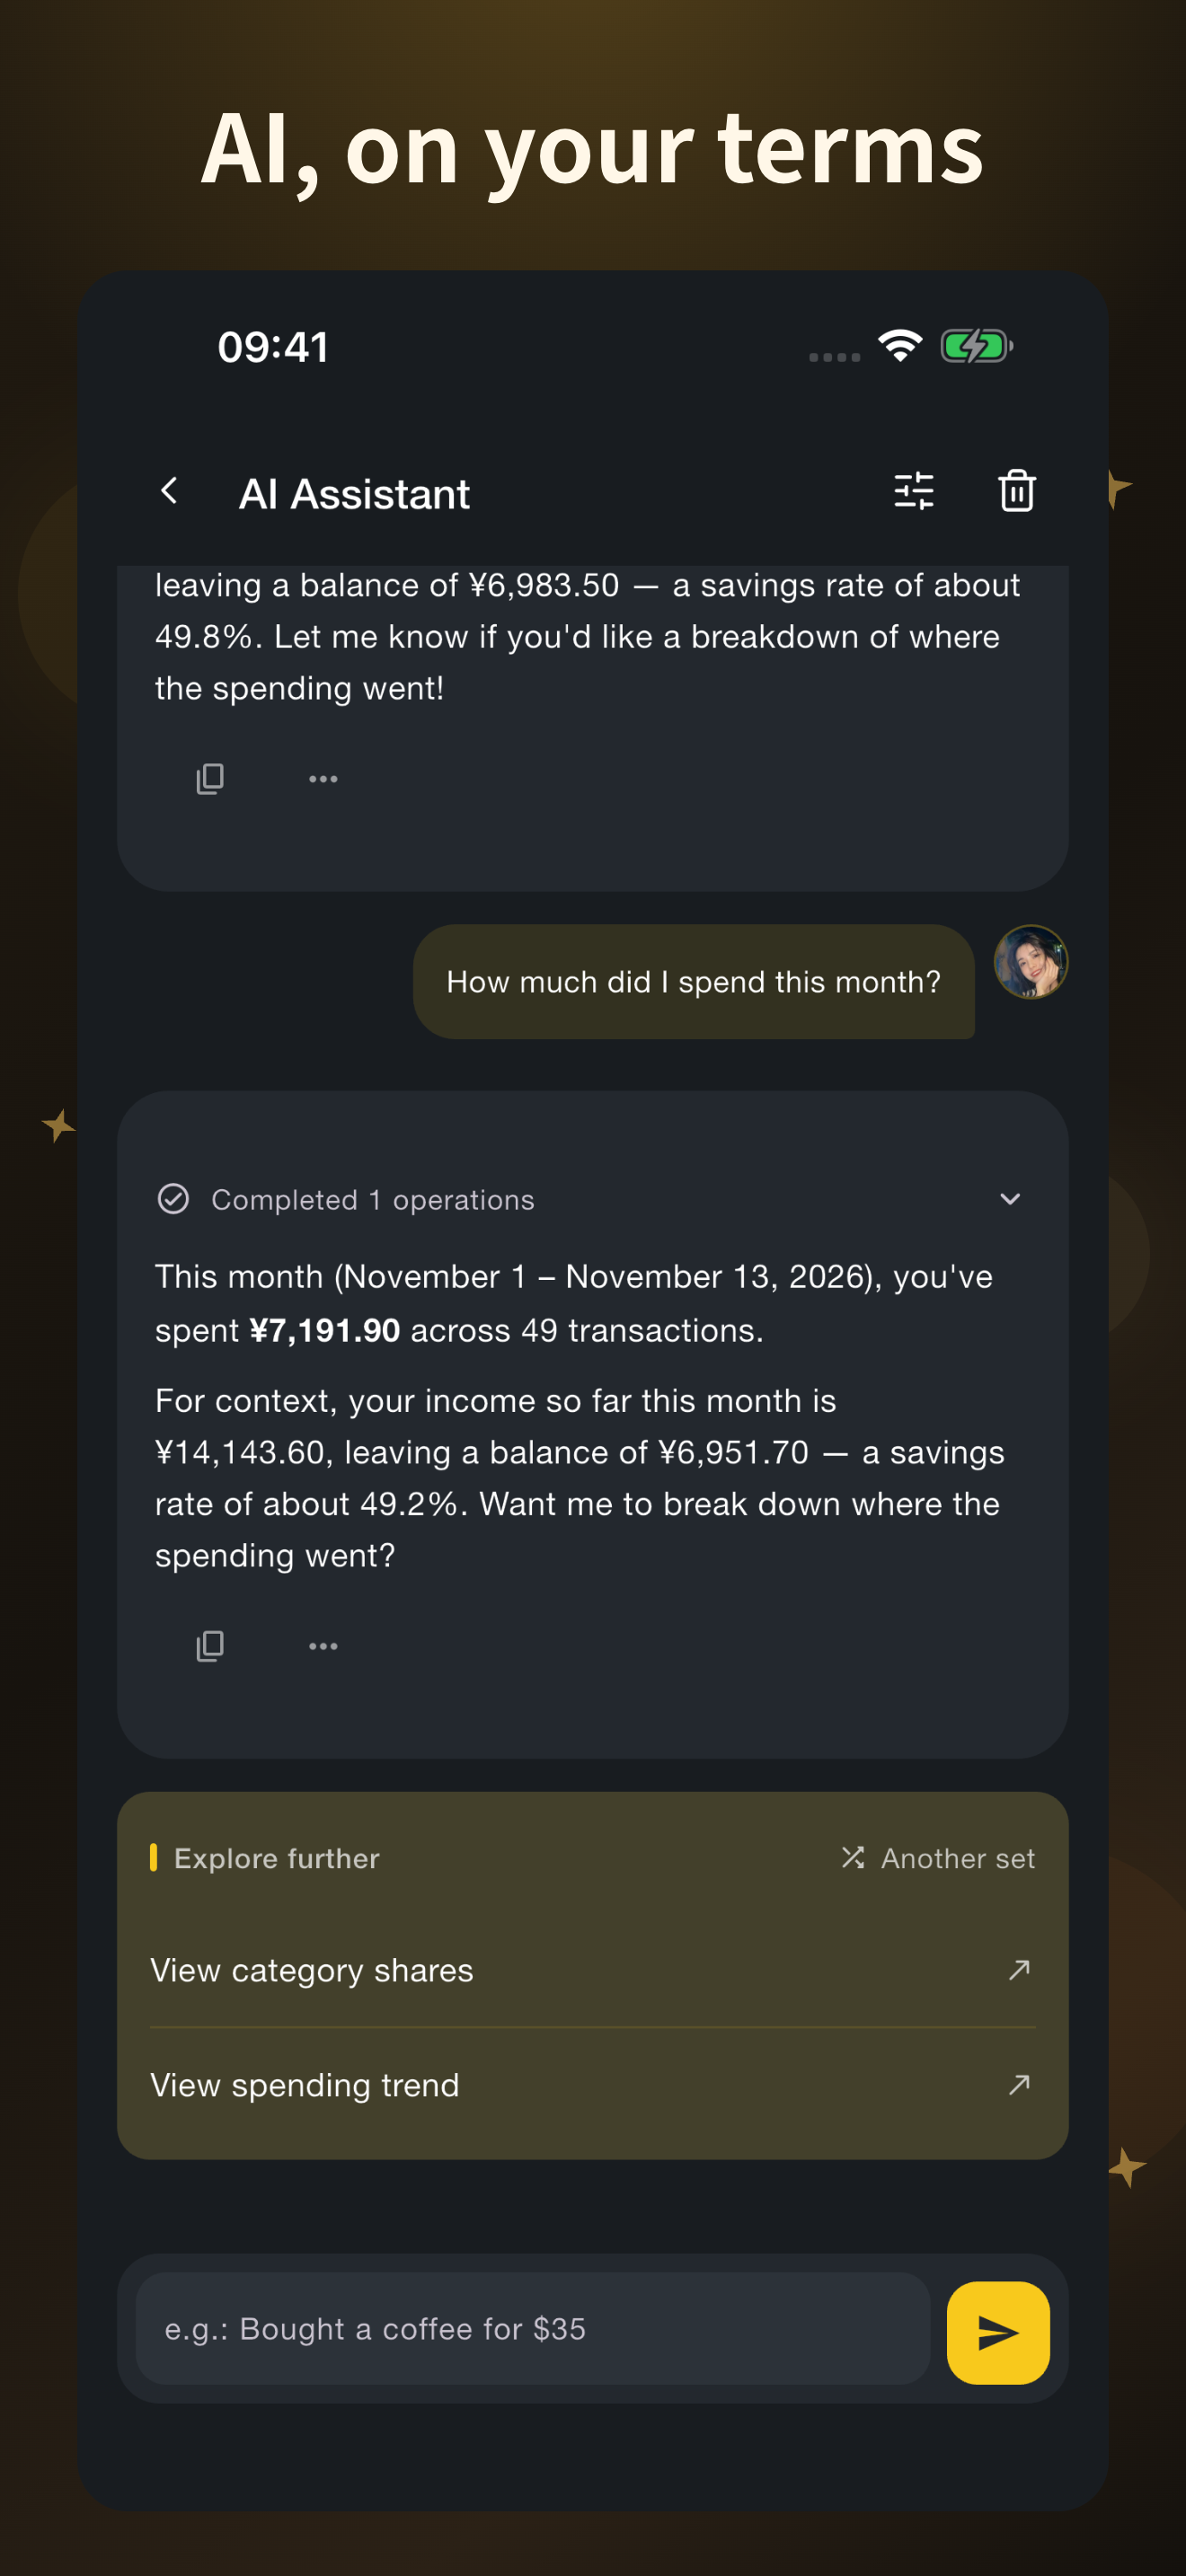 AI, on your terms
09:41
AI Assistant
leaving a balance of ¥6,983.50 — a savings rate of about
49.8%. Let me know if you'd like a breakdown of where
the spending went!
How much did I spend this month?
Completed 1 operations
This month (November 1 – November 13, 2026), you've
spent ¥7,191.90 across 49 transactions.
For context, your income so far this month is
¥14,143.60, leaving a balance of ¥6,951.70 — a savings
rate of about 49.2%. Want me to break down where the
spending went?
Explore further
Another set
View category shares
View spending trend
e.g.: Bought a coffee for $35